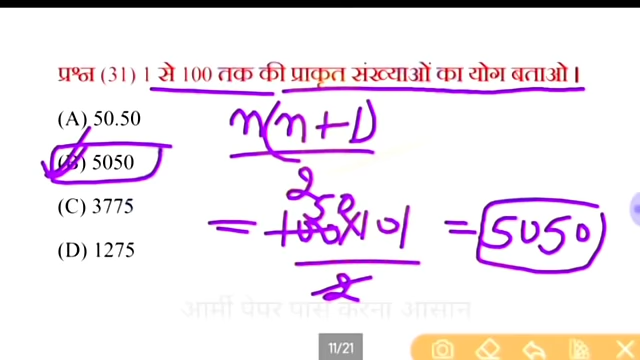 प्रश्न (31) 1 से 100 तक की प्राकृत संख्याओं का योग बताओ।
(A) 50.50
n(n+1)
(B) 5050
2
50
(C) 3775
= 100×101 = 5050
(D) 1275
2
आर्मी पेपर पास करना आसान
11/21